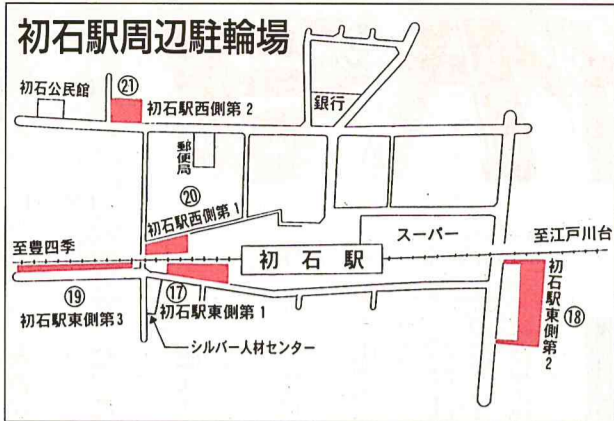 初石駅周辺駐輪場
初石公民館
㉑
初石駅西側第2
銀行
郵便局
⑳
初石駅西側第1
スーパー
至豊四季
至江戸川台
初石駅
⑲
初石駅東側第3
⑰
初石駅東側第1
シルバー人材センター
初石駅東側第2
⑱